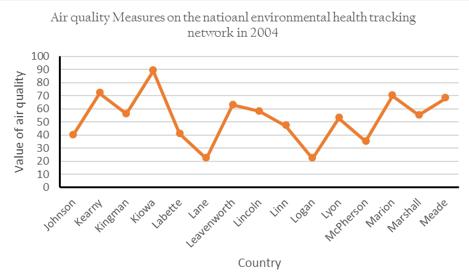 Air quality Measures on the natioanl environmental health tracking
network in 2004
Value of air quality
100
90
80
70
60
50
40
30
20
10
0
Johnson
Kearny
Kingman
Kiowa
Labette
Lane
Leavenworth
Lincoln
Linn
Logan
Lyon
McPherson
Marion
Marshall
Meade
Country